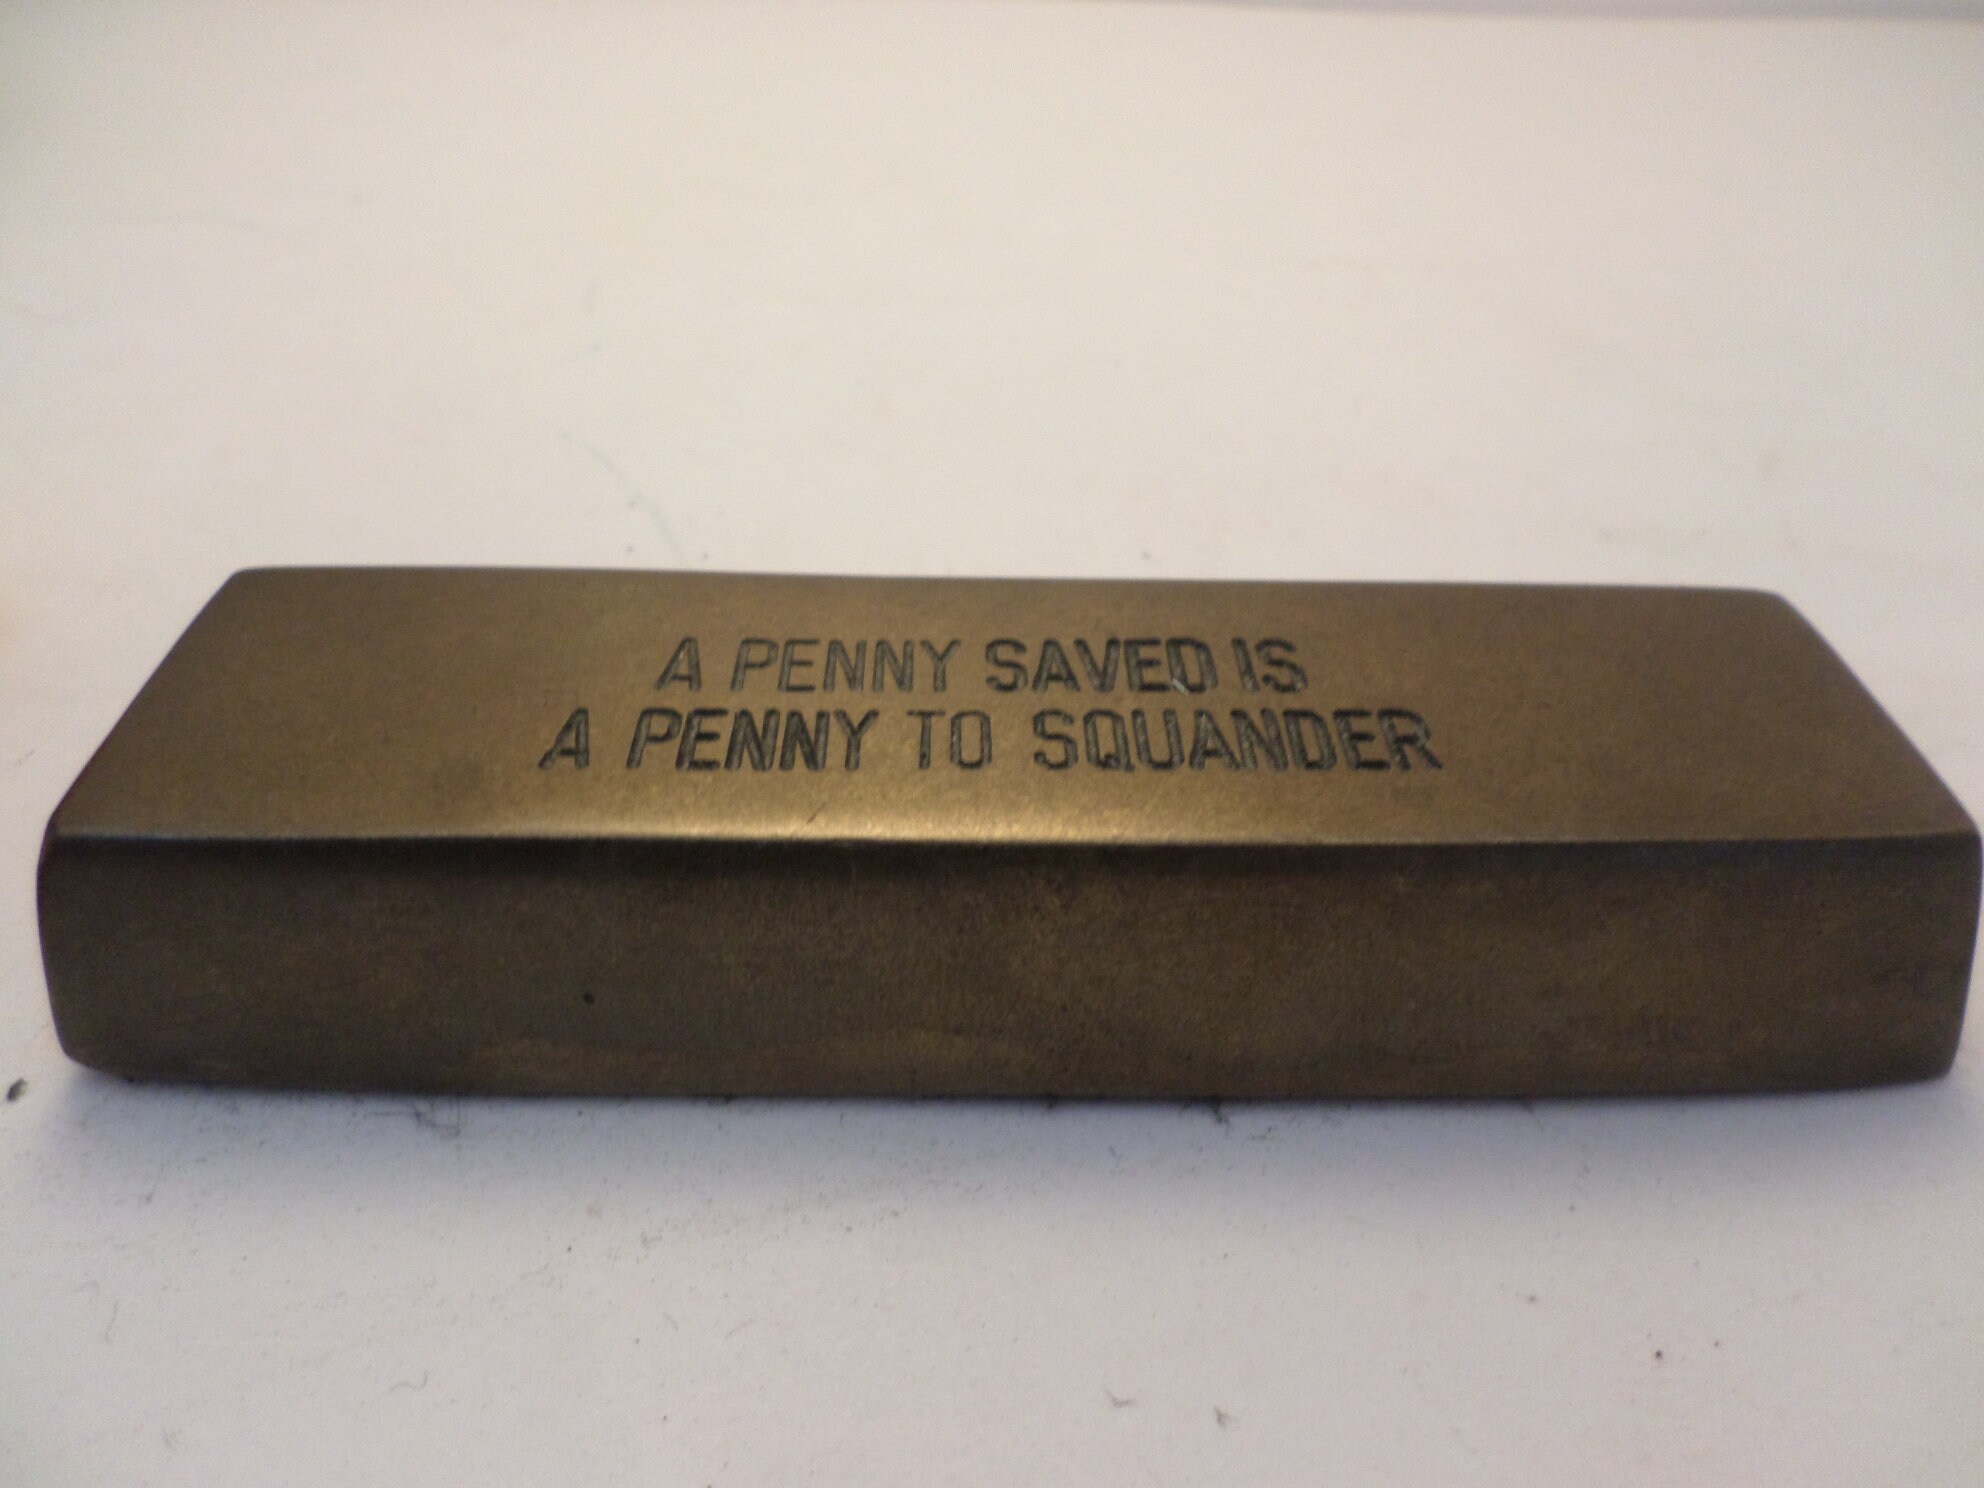 A PENNY SAVED IS
A PENNY TO SQUANDER